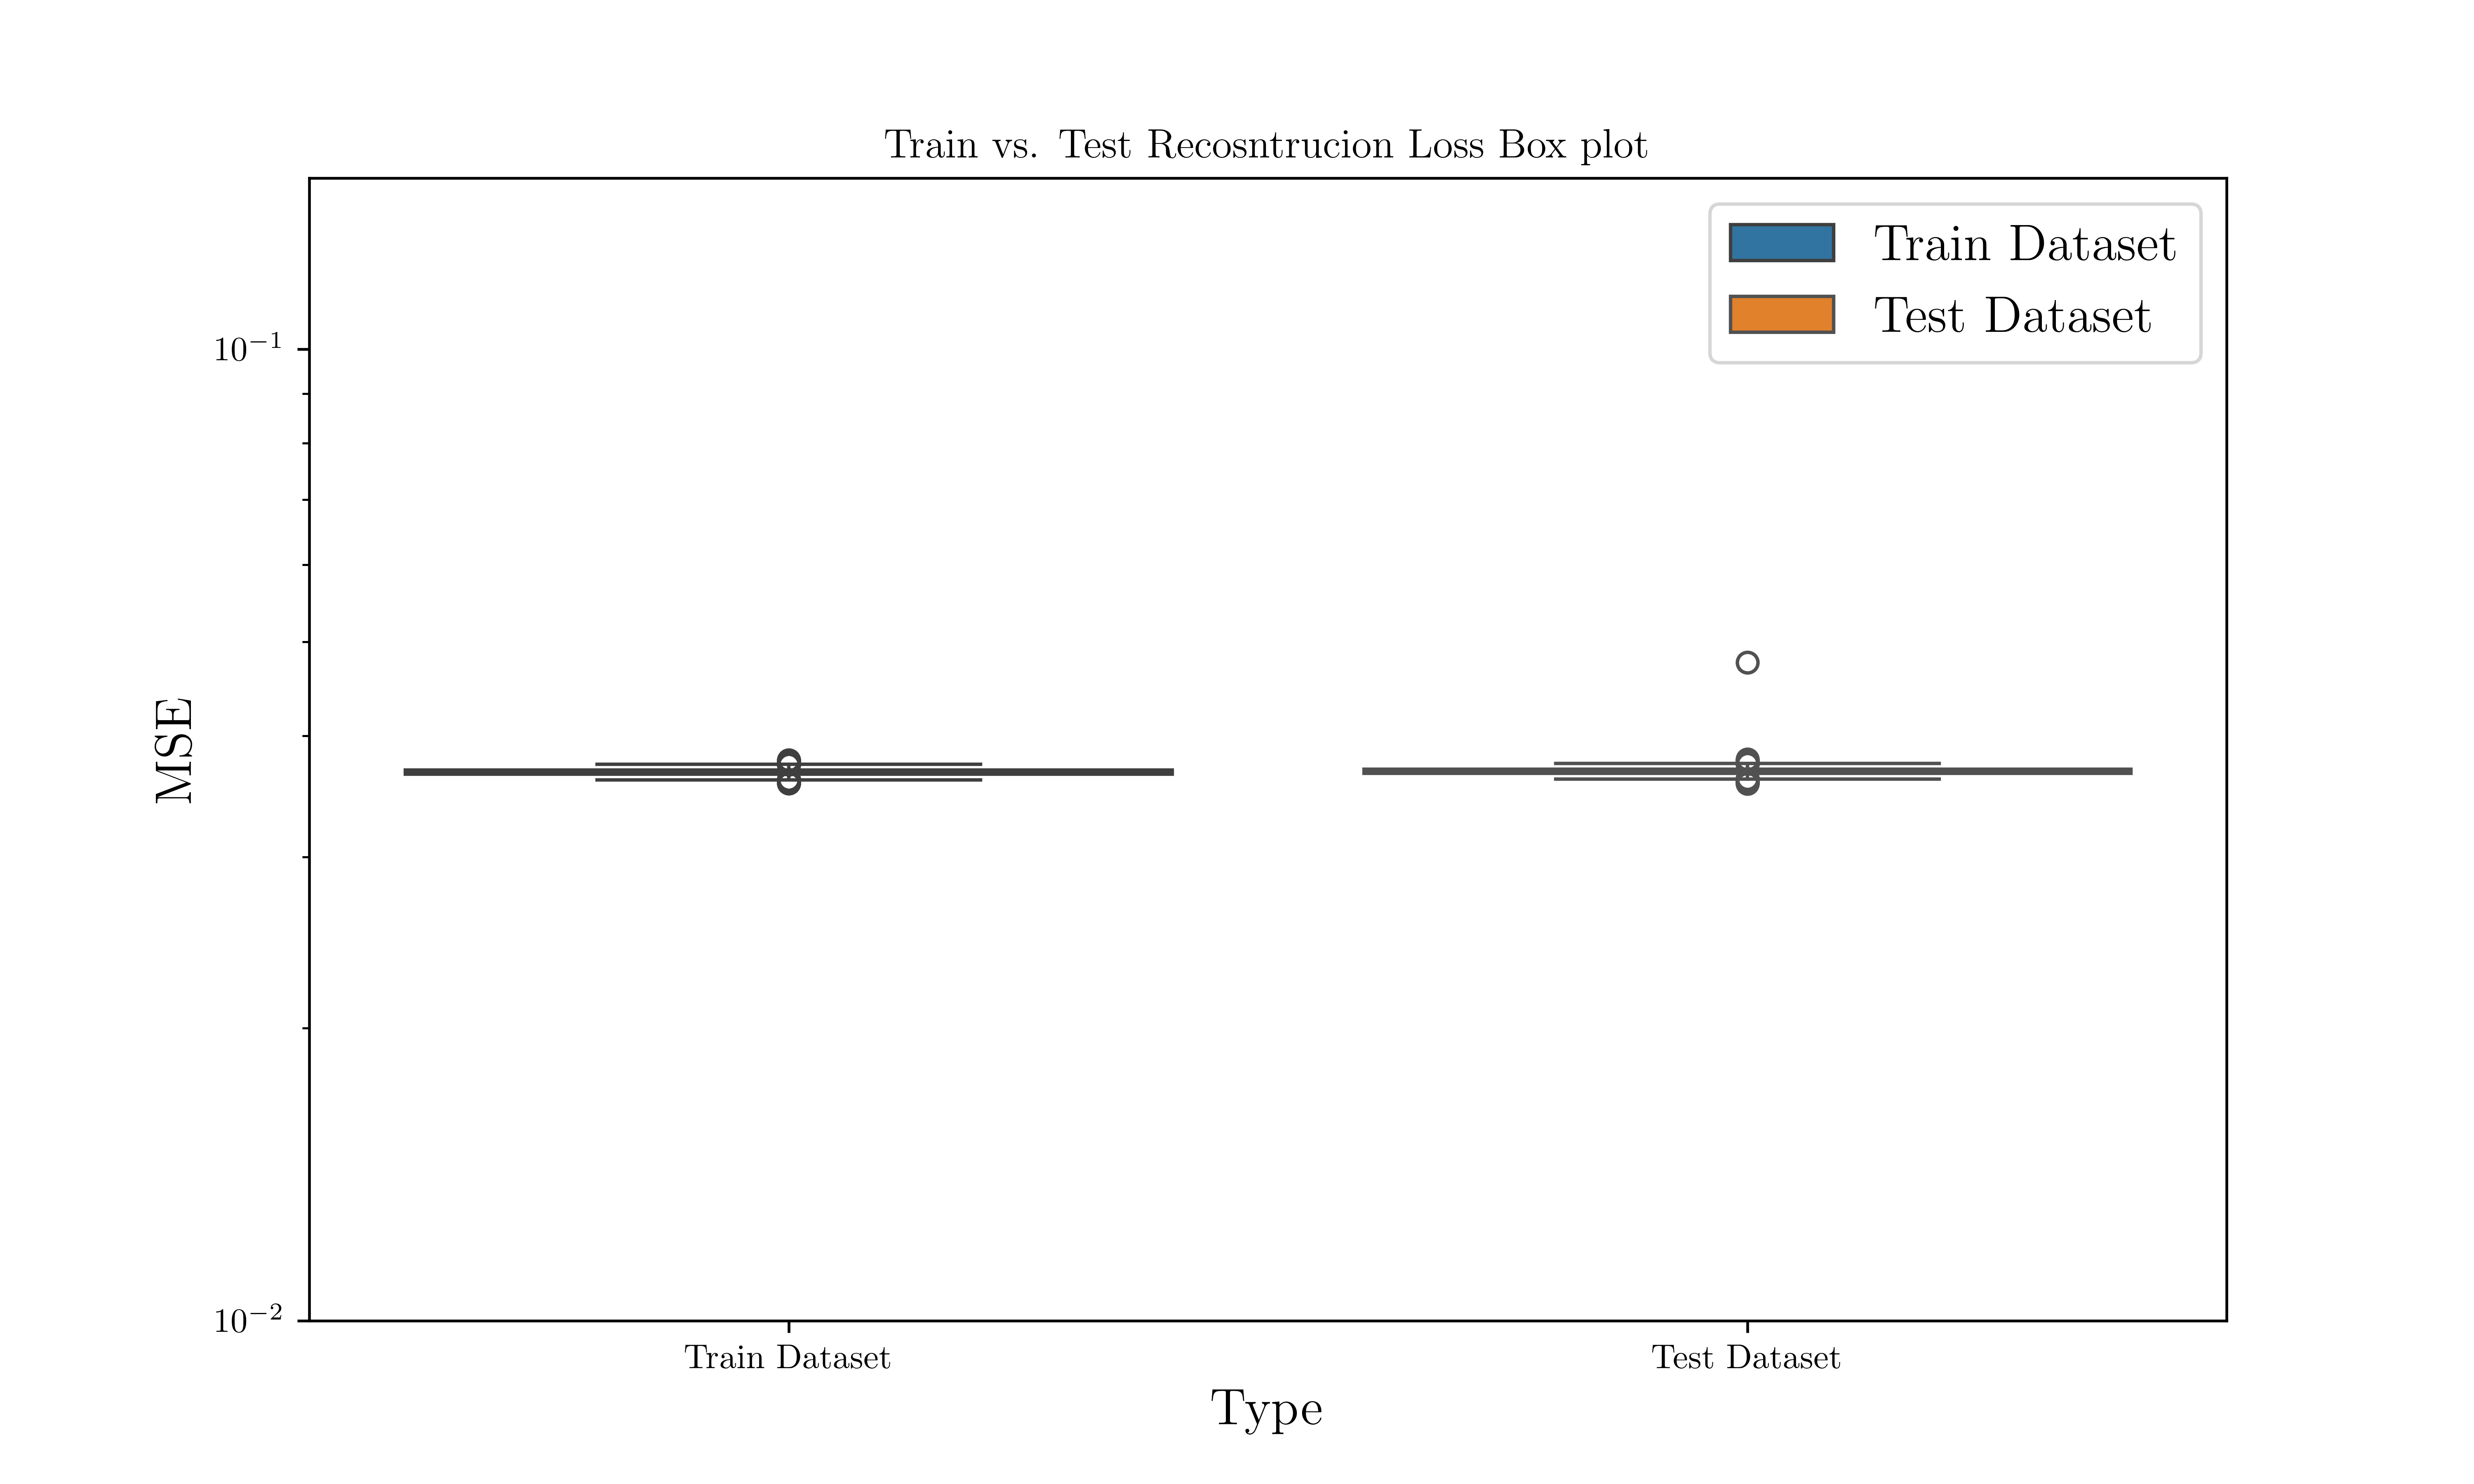 Train vs. Test Recosntrucion Loss Box plot
Train Dataset
Test Dataset
10⁻¹
MSE
10⁻²
Train Dataset
Test Dataset
Type